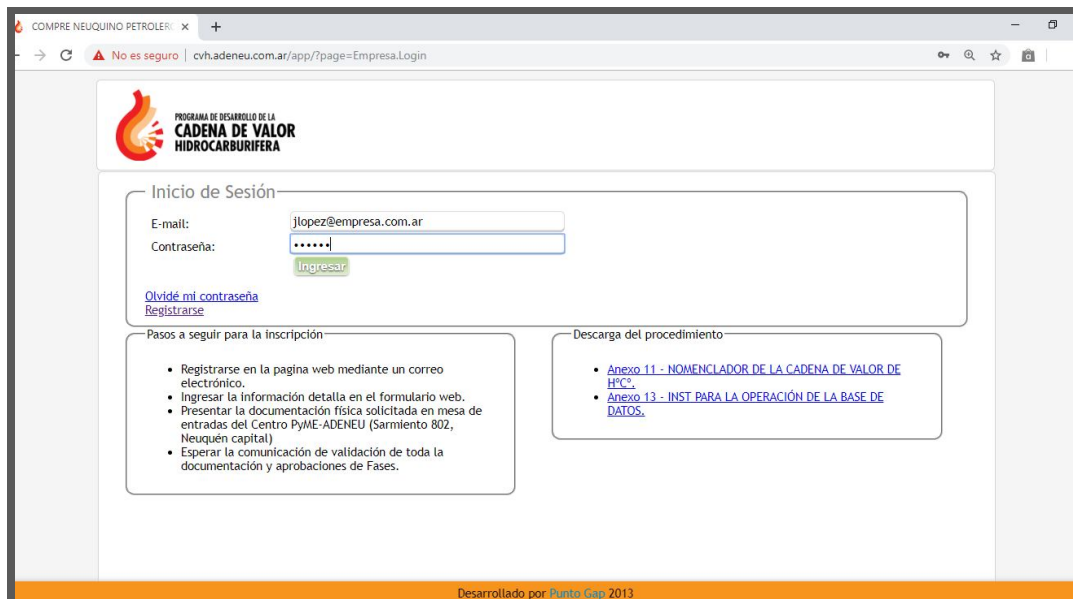 COMPRE NEUQUINO PETROLER
No es seguro | cvh.adeneu.com.ar/app/?page=Empresa.Login
PROGRAMA DE DESARROLLO DE LA
CADENA DE VALOR
HIDROCARBURIFERA
Inicio de Sesión
E-mail: jlopez@empresa.com.ar
Contraseña: ••••••
Ingresar
Olvidé mi contraseña
Registrarse
Pasos a seguir para la inscripción
• Registrarse en la pagina web mediante un correo
electrónico.
• Ingresar la información detalla en el formulario web.
• Presentar la documentación física solicitada en mesa de
entradas del Centro PyME-ADENEU (Sarmiento 802,
Neuquén capital)
• Esperar la comunicación de validación de toda la
documentación y aprobaciones de Fases.
Descarga del procedimiento
• Anexo 11 - NOMENCLADOR DE LA CADENA DE VALOR DE
HºCº.
• Anexo 13 - INST PARA LA OPERACIÓN DE LA BASE DE
DATOS.
Desarrollado por Punto Gap 2013